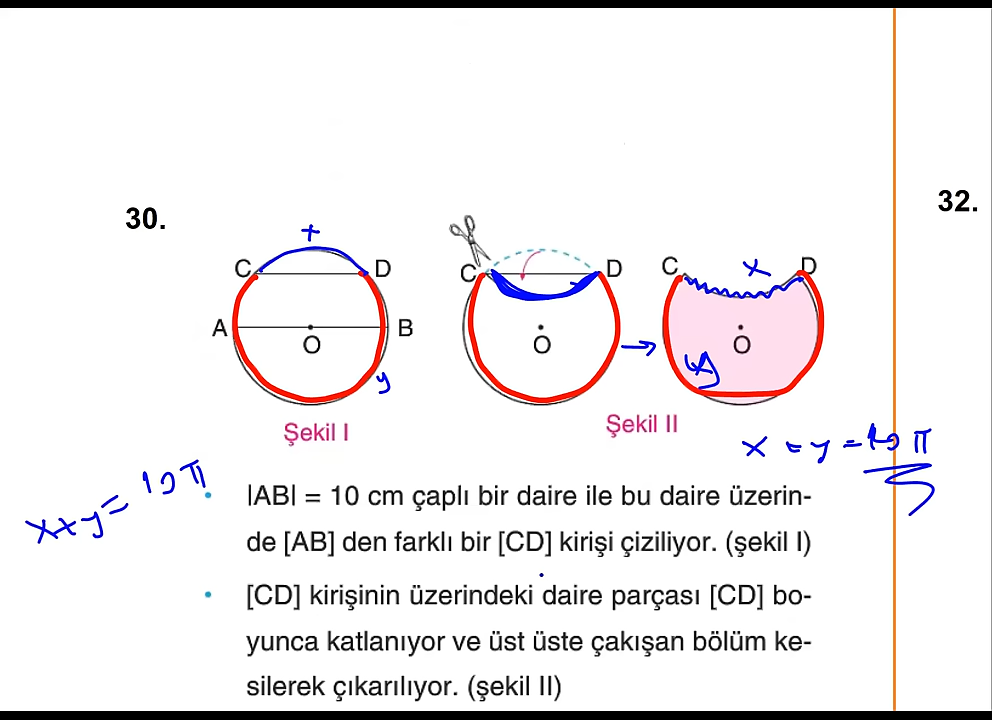 30.
32.
x
C D
A B
O
y
Şekil I
C D
O
Şekil II
C x D
O
y
x + y = 10 π
x + y = 10 π
• |AB| = 10 cm çaplı bir daire ile bu daire üzerin-
de [AB] den farklı bir [CD] kirişi çiziliyor. (şekil I)
• [CD] kirişinin üzerindeki daire parçası [CD] bo-
yunca katlanıyor ve üst üste çakışan bölüm ke-
silerek çıkarılıyor. (şekil II)